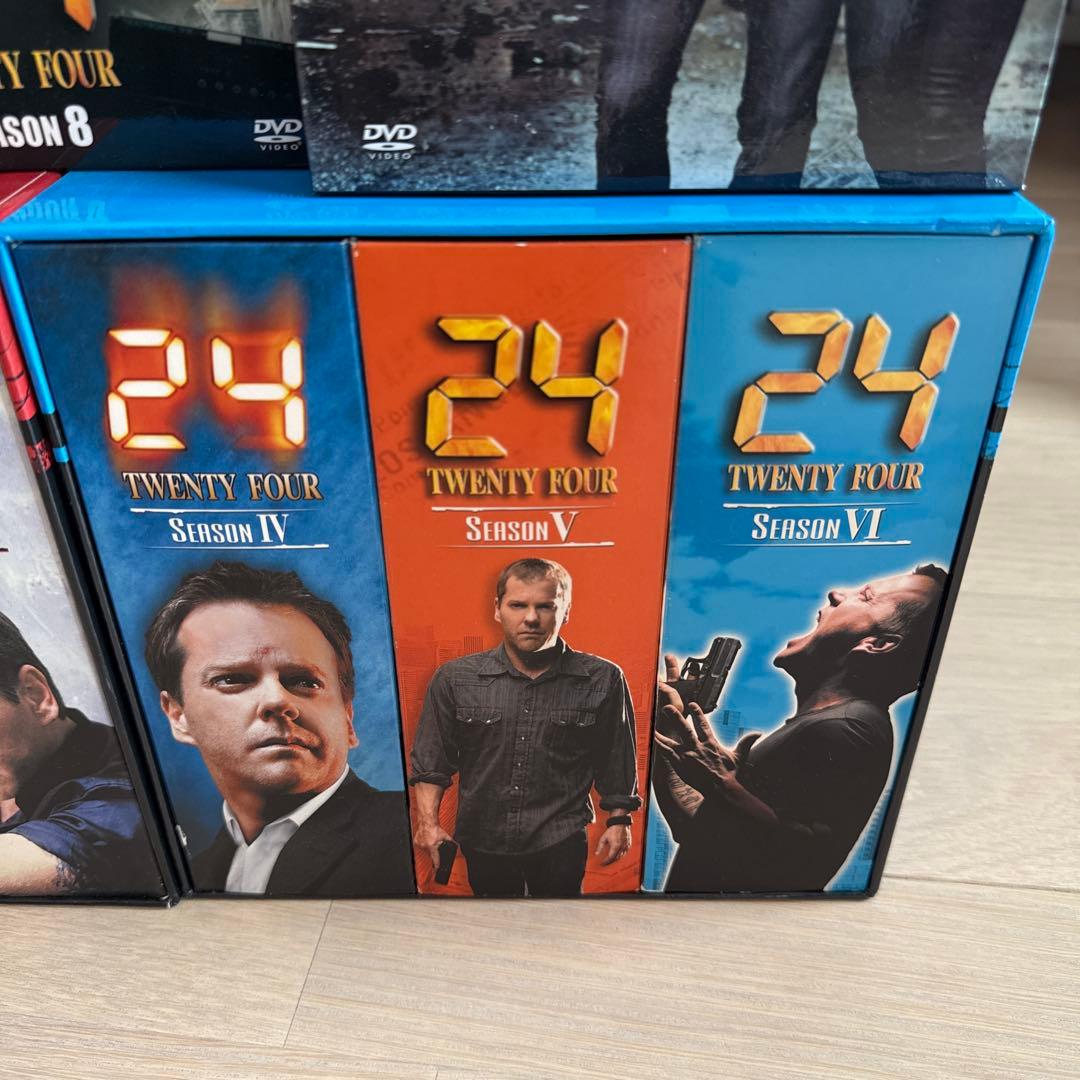 Y FOUR
ASON 8
DVD
VIDEO
DVD
VIDEO
24
TWENTY FOUR
SEASON IV
24
TWENTY FOUR
SEASON V
24
TWENTY FOUR
SEASON VI